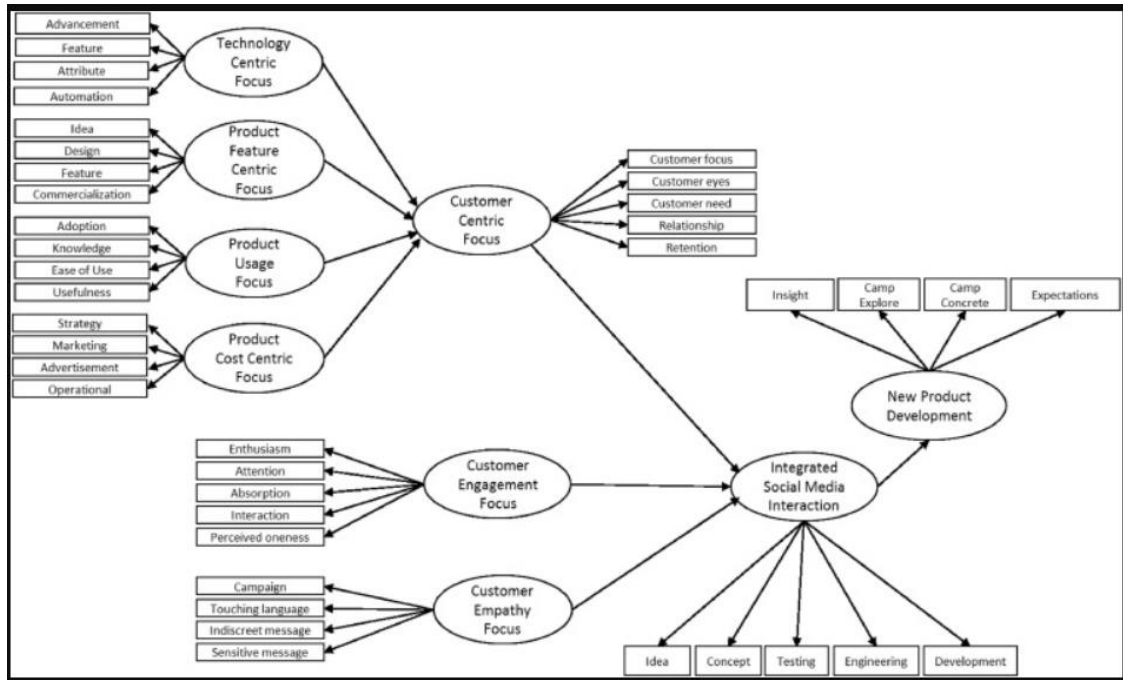 Advancement
Feature
Attribute
Automation
Technology
Centric
Focus
Idea
Design
Feature
Commercialization
Product
Feature
Centric
Focus
Adoption
Knowledge
Ease of Use
Usefulness
Product
Usage
Focus
Strategy
Marketing
Advertisement
Operational
Product
Cost Centric
Focus
Customer
Centric
Focus
Customer focus
Customer eyes
Customer need
Relationship
Retention
Insight
Camp
Explore
Camp
Concrete
Expectations
New Product
Development
Enthusiasm
Attention
Absorption
Interaction
Perceived oneness
Customer
Engagement
Focus
Integrated
Social Media
Interaction
Campaign
Touching language
Indiscreet message
Sensitive message
Customer
Empathy
Focus
Idea
Concept
Testing
Engineering
Development